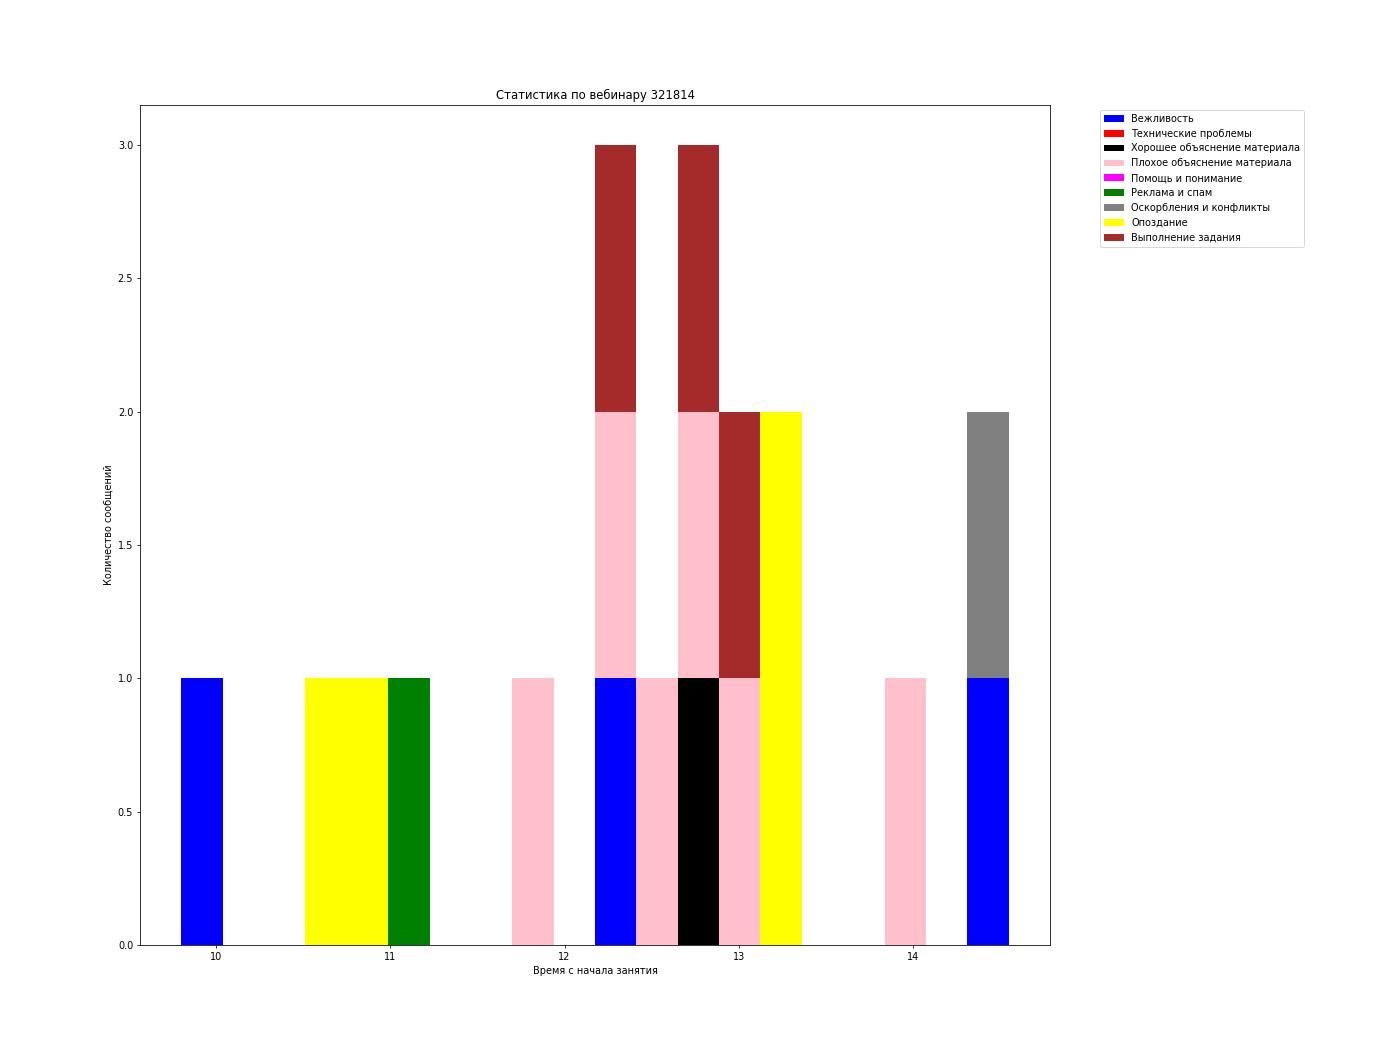 Статистика по вебинару 321814
Вежливость
Технические проблемы
Хорошее объяснение материала
Плохое объяснение материала
Помощь и понимание
Реклама и спам
Оскорбления и конфликты
Опоздание
Выполнение задания
Количество сообщений
3.0
2.5
2.0
1.5
1.0
0.5
0.0
10 11 12 13 14
Время с начала занятия